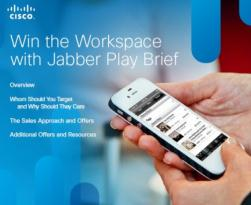 CISCO
Win the Workspace
with Jabber Play Brief
Overview
Whom Should You Target
and Why Should They Care
The Sales Approach and Offers
Additional Offers and Resources